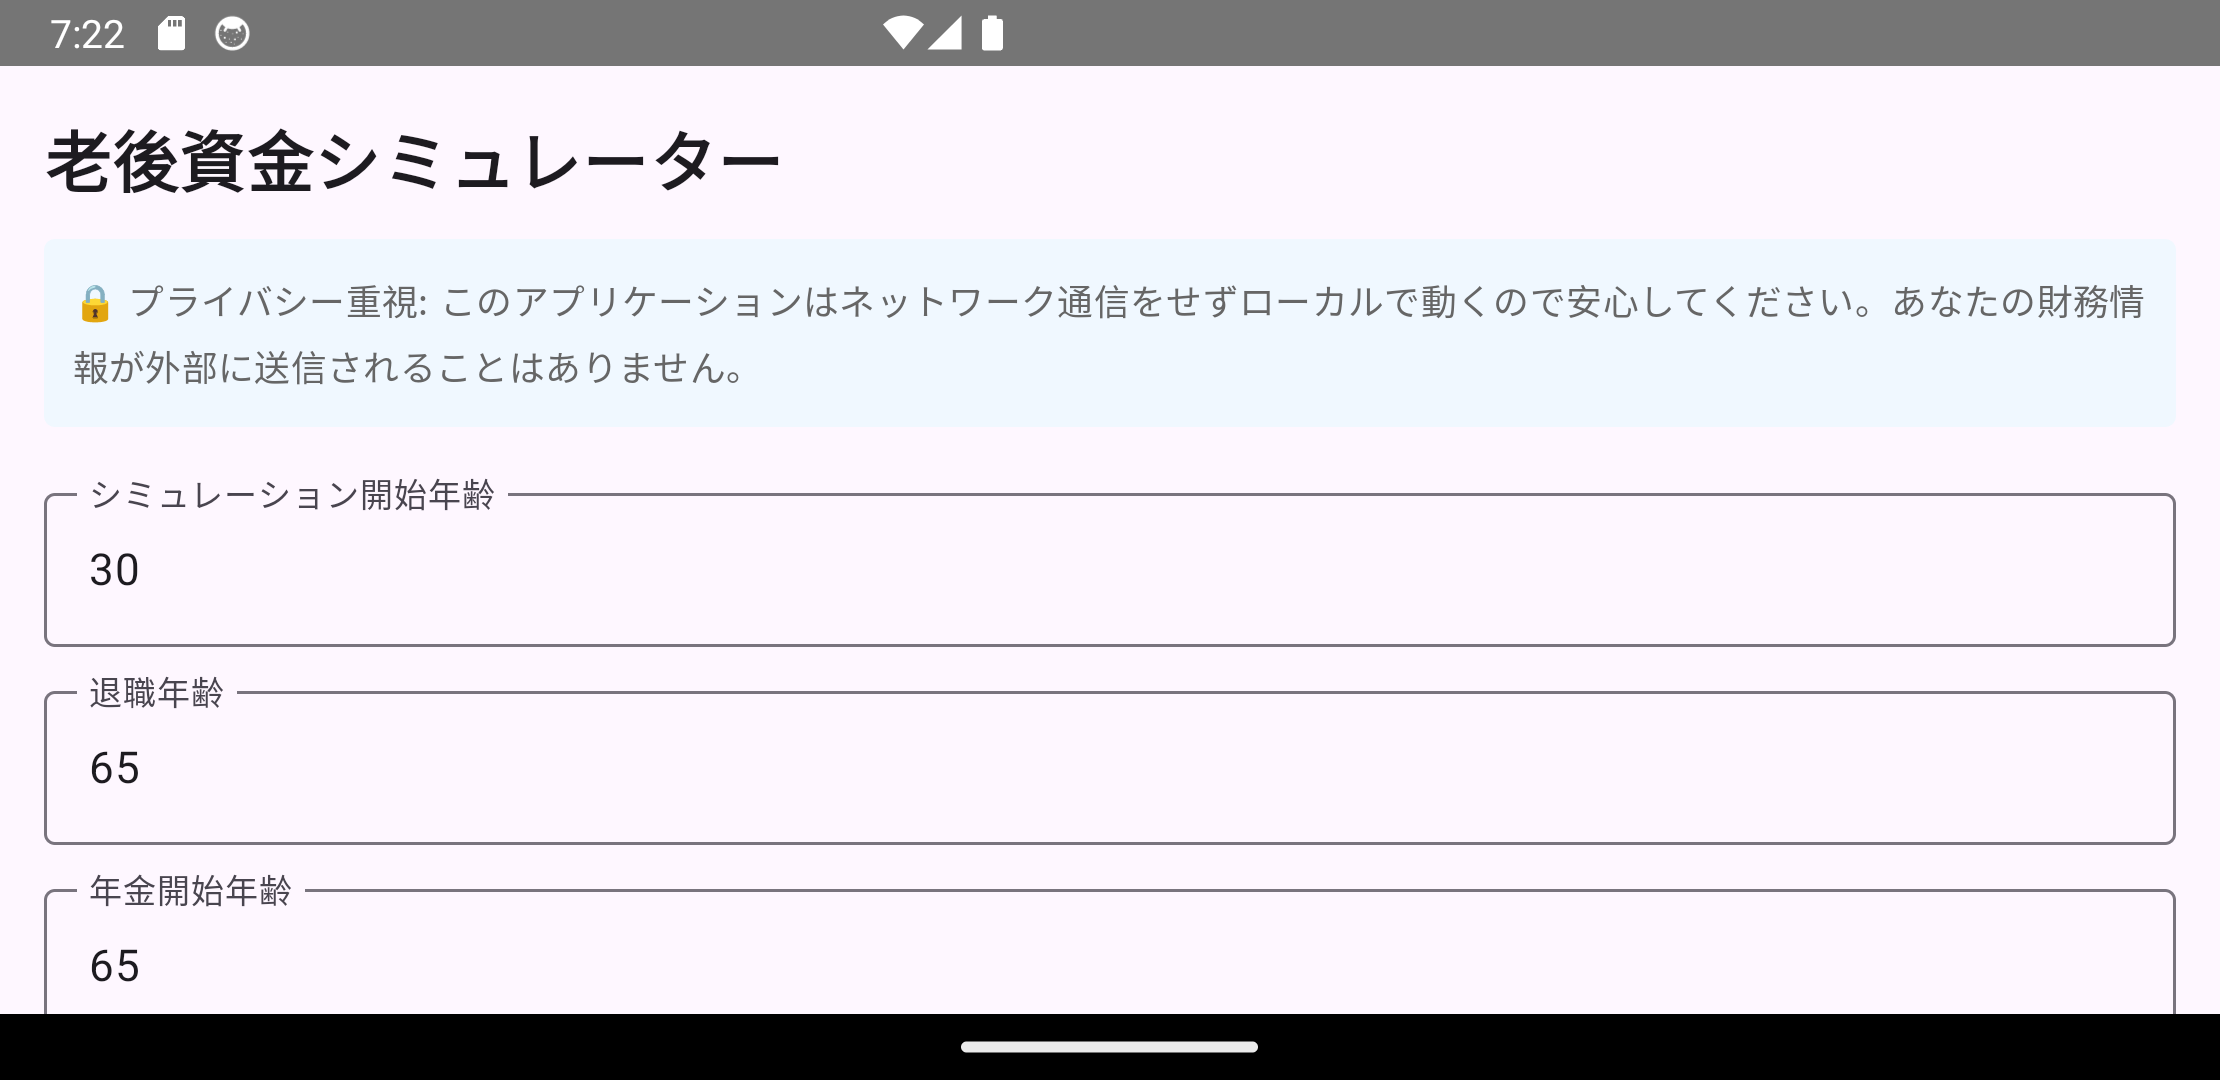 7:22
老後資金シミュレーター
🔒 プライバシー重視: このアプリケーションはネットワーク通信をせずローカルで動くので安心してください。あなたの財務情
報が外部に送信されることはありません。
シミュレーション開始年齢
30
退職年齢
65
年金開始年齢
65